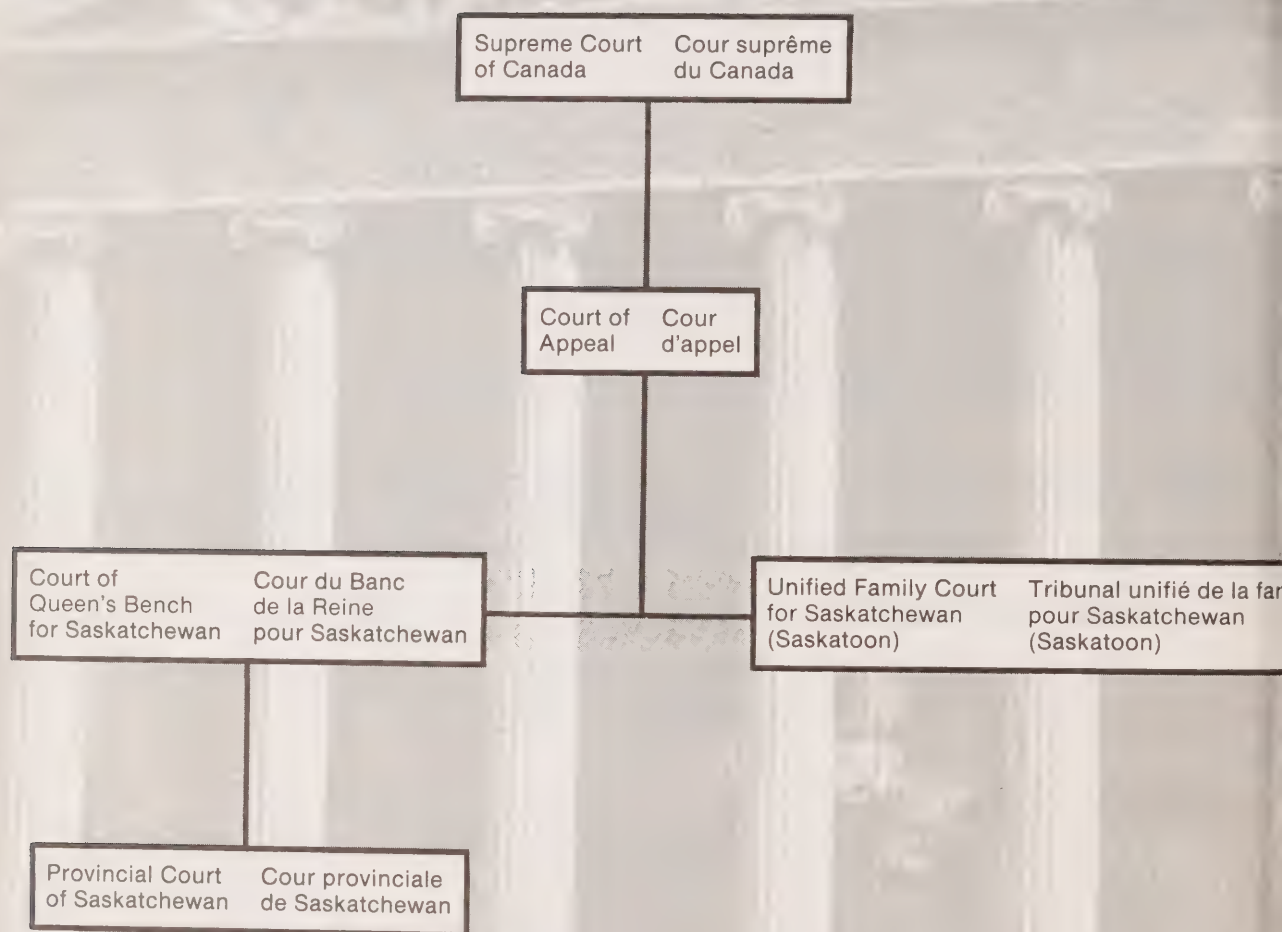 Supreme Court
of Canada
Cour suprême
du Canada
Court of
Appeal
Cour
d'appel
Court of
Queen's Bench
for Saskatchewan
Cour du Banc
de la Reine
pour Saskatchewan
Unified Family Court
for Saskatchewan
(Saskatoon)
Tribunal unifié de la
pour Saskatchewan
(Saskatoon)
Provincial Court
of Saskatchewan
Cour provinciale
de Saskatchewan